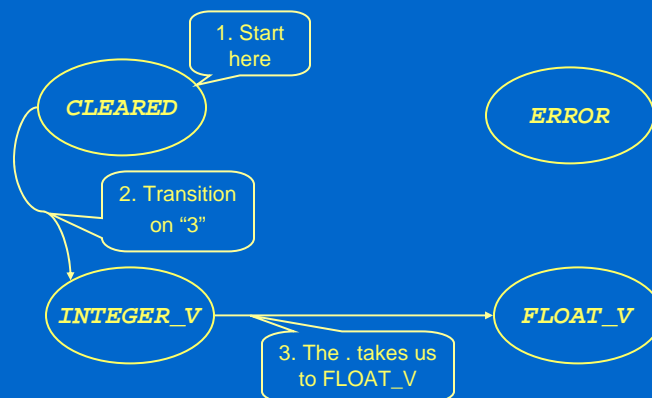 1. Start
here
CLEARED
ERROR
2. Transition
on “3”
INTEGER_V
FLOAT_V
3. The . takes us
to FLOAT_V